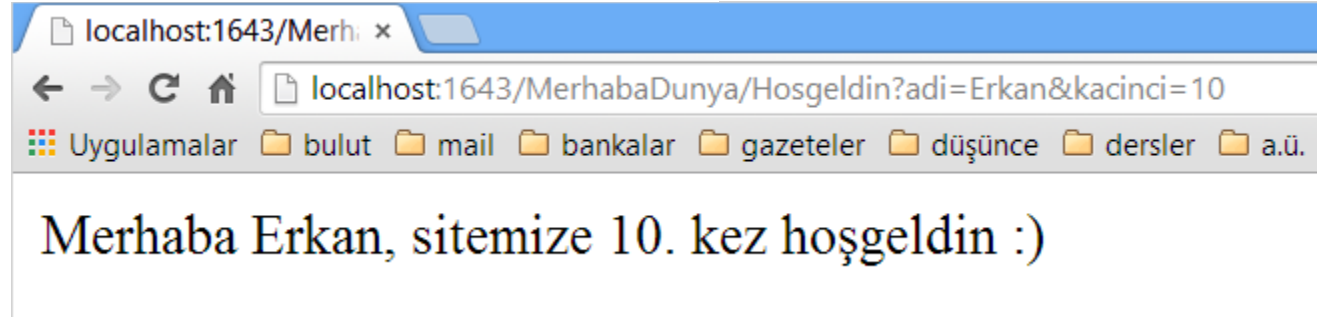 localhost:1643/Merh
localhost:1643/MerhabaDunya/Hosgeldin?adi=Erkan&kacinci=10
Uygulamalar bulut mail bankalar gazeteler düşünce dersler a.ü.
Merhaba Erkan, sitemize 10. kez hoşgeldin :)